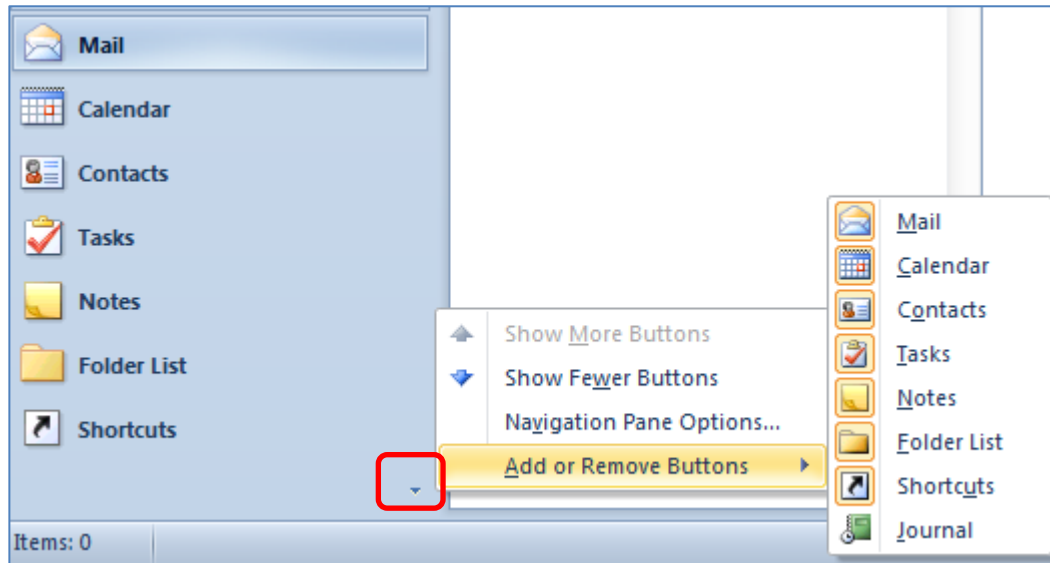 Mail
Calendar
Contacts
Tasks
Notes
Folder List
Shortcuts
Items: 0
Show More Buttons
Show Fewer Buttons
Navigation Pane Options...
Add or Remove Buttons
Mail
Calendar
Contacts
Tasks
Notes
Folder List
Shortcuts
Journal